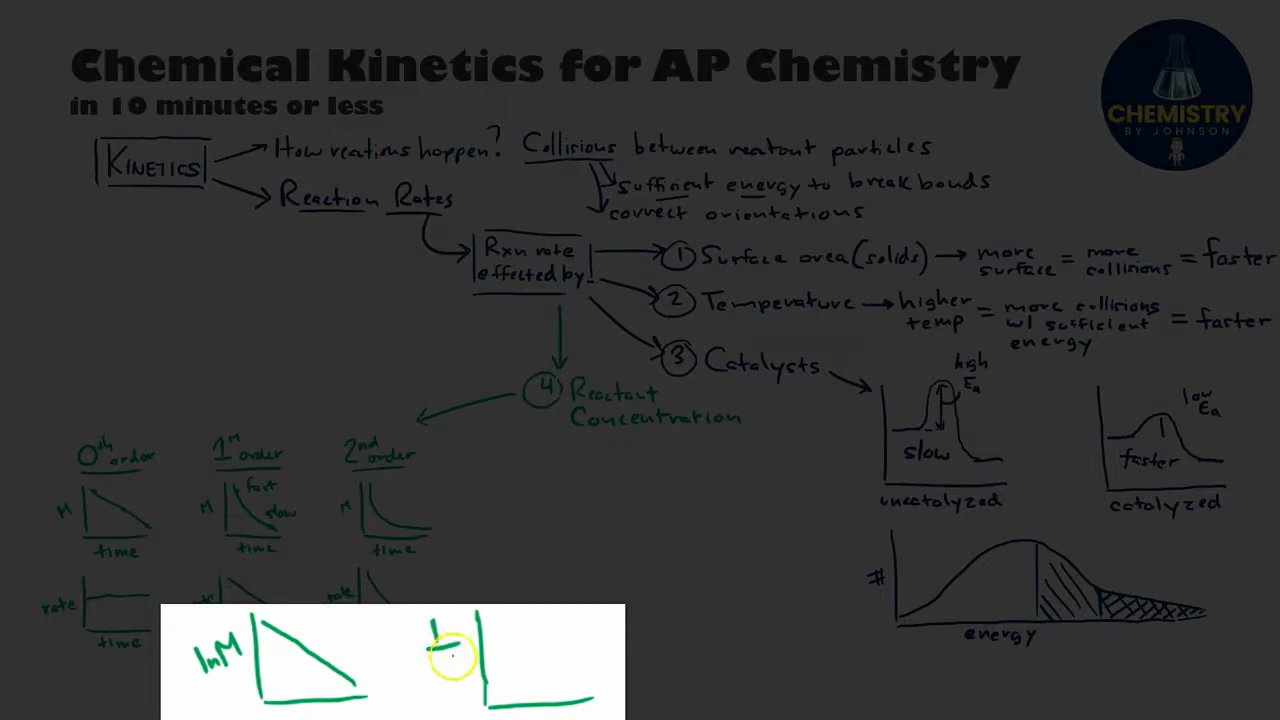 Chemical Kinetics for AP Chemistry
in 10 minutes or less
CHEMISTRY
BY JOHNSON
KINETICS
How reations happen?
Collisions between reactant particles
sufficient energy to break bonds
correct orientations
Reaction Rates
Rxn rate
effected by...
① Surface area (solids) → more surface = more collisions = faster
② Temperature → higher temp = more collisions w/ sufficient energy = faster
③ Catalysts
high
Ea
slow
uncatalyzed
low
Ea
faster
catalyzed
④ Reactant
Concentration
0th order
M
time
rate
time
1st order
M
fast
slow
time
2nd order
M
time
rate
#
energy
lnM
1